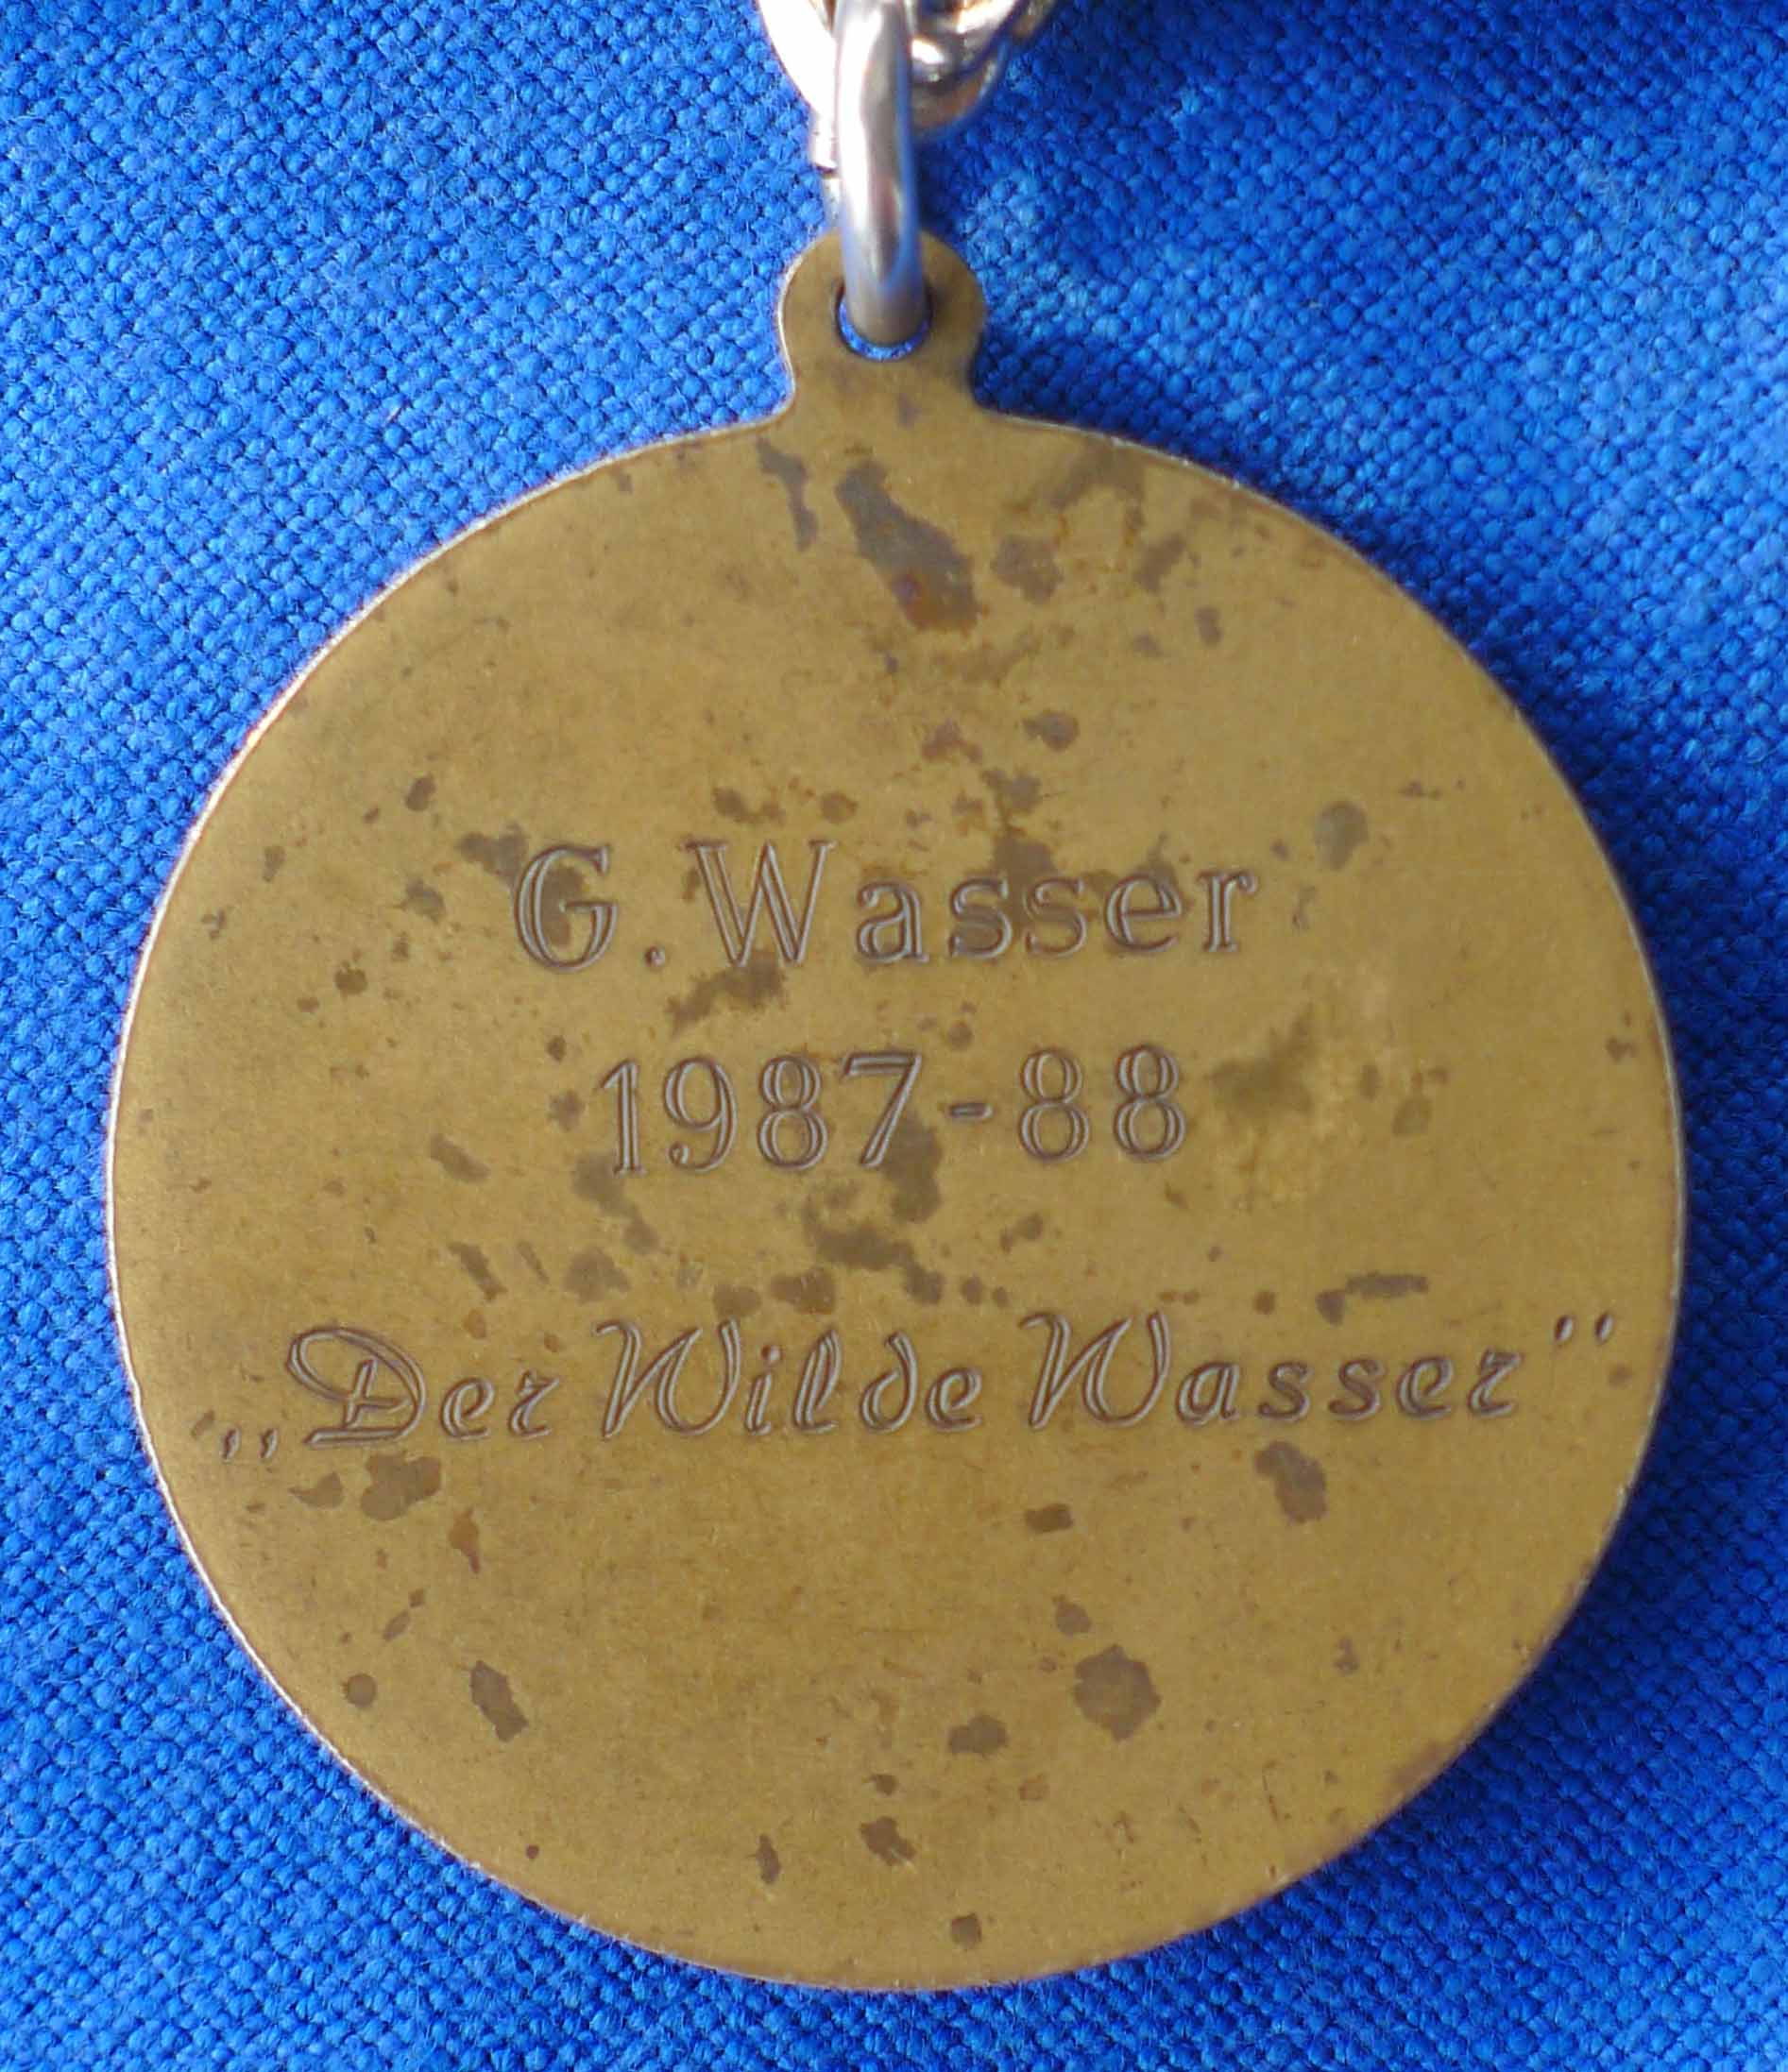 G. Wasser
1987-88
„Der Wilde Wasser"